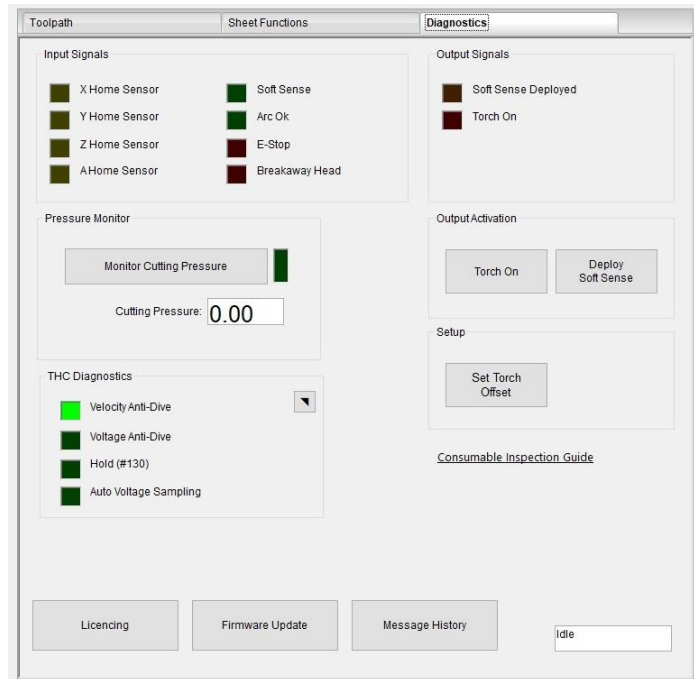 Toolpath
Sheet Functions
Diagnostics
Input Signals
X Home Sensor
Y Home Sensor
Z Home Sensor
A Home Sensor
Soft Sense
Arc Ok
E-Stop
Breakaway Head
Output Signals
Soft Sense Deployed
Torch On
Pressure Monitor
Monitor Cutting Pressure
Cutting Pressure:
0.00
Output Activation
Torch On
Deploy
Soft Sense
Setup
Set Torch
Offset
THC Diagnostics
Velocity Anti-Dive
Voltage Anti-Dive
Hold (#130)
Auto Voltage Sampling
Consumable Inspection Guide
Licencing
Firmware Update
Message History
Idle